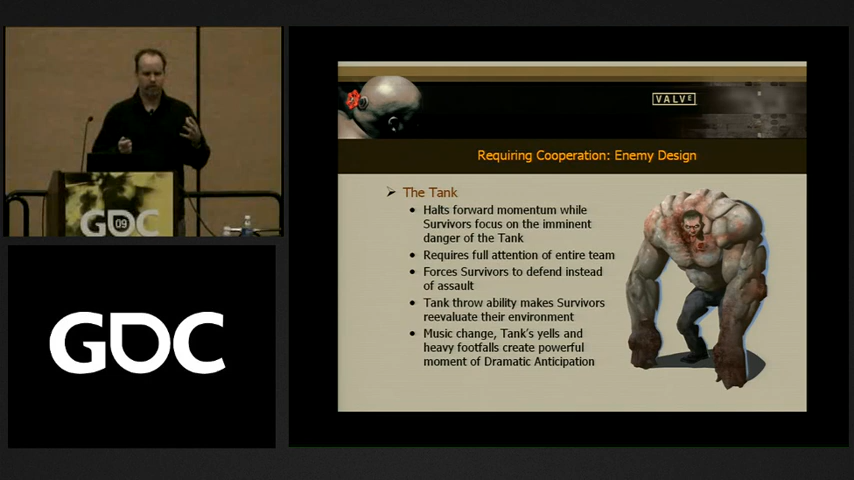 VALVE
Requiring Cooperation: Enemy Design
➢ The Tank
• Halts forward momentum while
Survivors focus on the imminent
danger of the Tank
• Requires full attention of entire team
• Forces Survivors to defend instead
of assault
• Tank throw ability makes Survivors
reevaluate their environment
• Music change, Tank's yells and
heavy footfalls create powerful
moment of Dramatic Anticipation
GDC
09
GDC